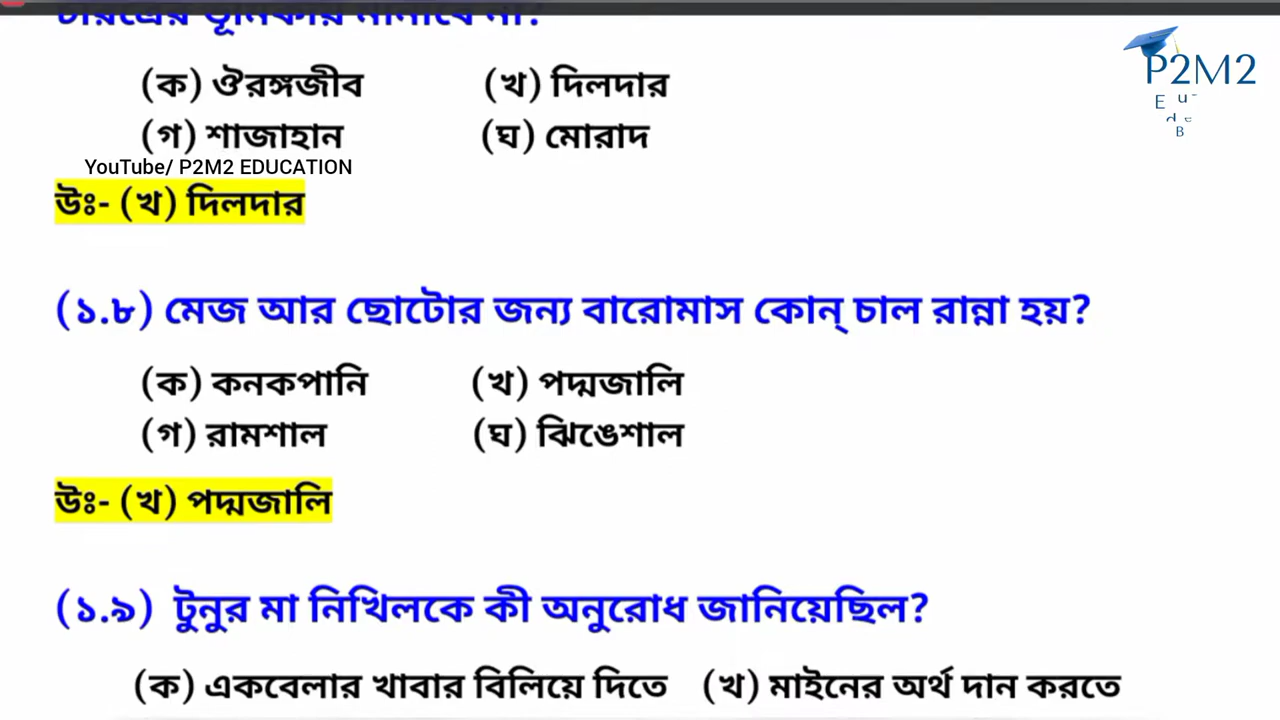 চরিত্রের ভূমিকায় মানাবে না?
P2M2
(ক) ঔরঙ্গজীব (খ) দিলদার
(গ) শাজাহান (ঘ) মোরাদ
YouTube/ P2M2 EDUCATION
উঃ- (খ) দিলদার
(১.৮) মেজ আর ছোটোর জন্য বারোমাস কোন্ চাল রান্না হয়?
(ক) কনকপানি (খ) পদ্মজালি
(গ) রামশাল (ঘ) ঝিঙেশাল
উঃ- (খ) পদ্মজালি
(১.৯) টুনুর মা নিখিলকে কী অনুরোধ জানিয়েছিল?
(ক) একবেলার খাবার বিলিয়ে দিতে (খ) মাইনের অর্থ দান করতে